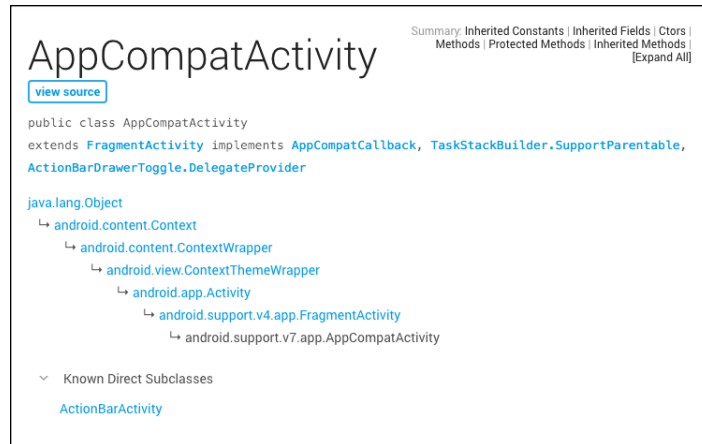 AppCompatActivity
Summary: Inherited Constants | Inherited Fields | Ctors |
Methods | Protected Methods | Inherited Methods |
[Expand All]
view source
public class AppCompatActivity
extends FragmentActivity implements AppCompatCallback, TaskStackBuilder.SupportParentable,
ActionBarDrawerToggle.DelegateProvider
java.lang.Object
↳ android.content.Context
↳ android.content.ContextWrapper
↳ android.view.ContextThemeWrapper
↳ android.app.Activity
↳ android.support.v4.app.FragmentActivity
↳ android.support.v7.app.AppCompatActivity
Known Direct Subclasses
ActionBarActivity